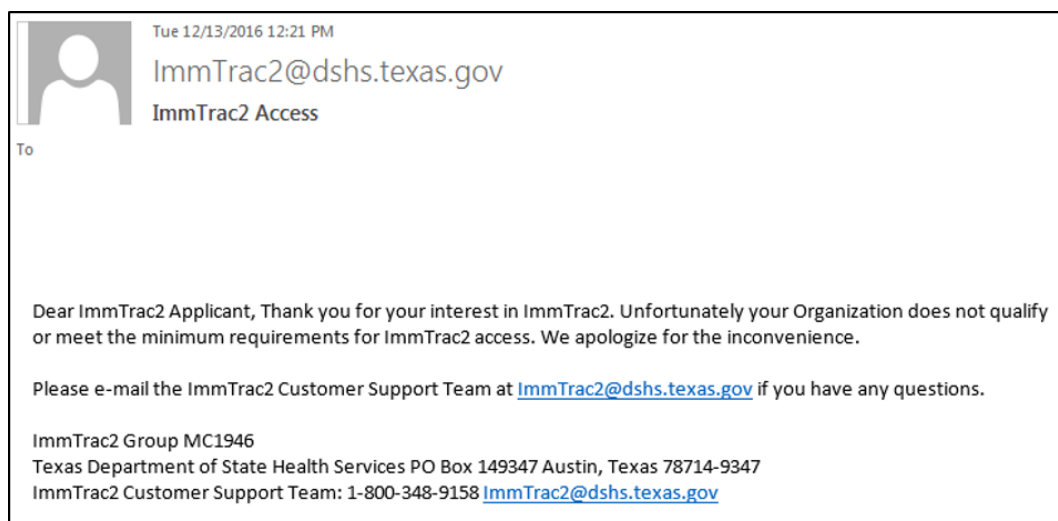 Tue 12/13/2016 12:21 PM
ImmTrac2@dshs.texas.gov
ImmTrac2 Access
To
Dear ImmTrac2 Applicant, Thank you for your interest in ImmTrac2. Unfortunately your Organization does not qualify
or meet the minimum requirements for ImmTrac2 access. We apologize for the inconvenience.
Please e-mail the ImmTrac2 Customer Support Team at ImmTrac2@dshs.texas.gov if you have any questions.
ImmTrac2 Group MC1946
Texas Department of State Health Services PO Box 149347 Austin, Texas 78714-9347
ImmTrac2 Customer Support Team: 1-800-348-9158 ImmTrac2@dshs.texas.gov